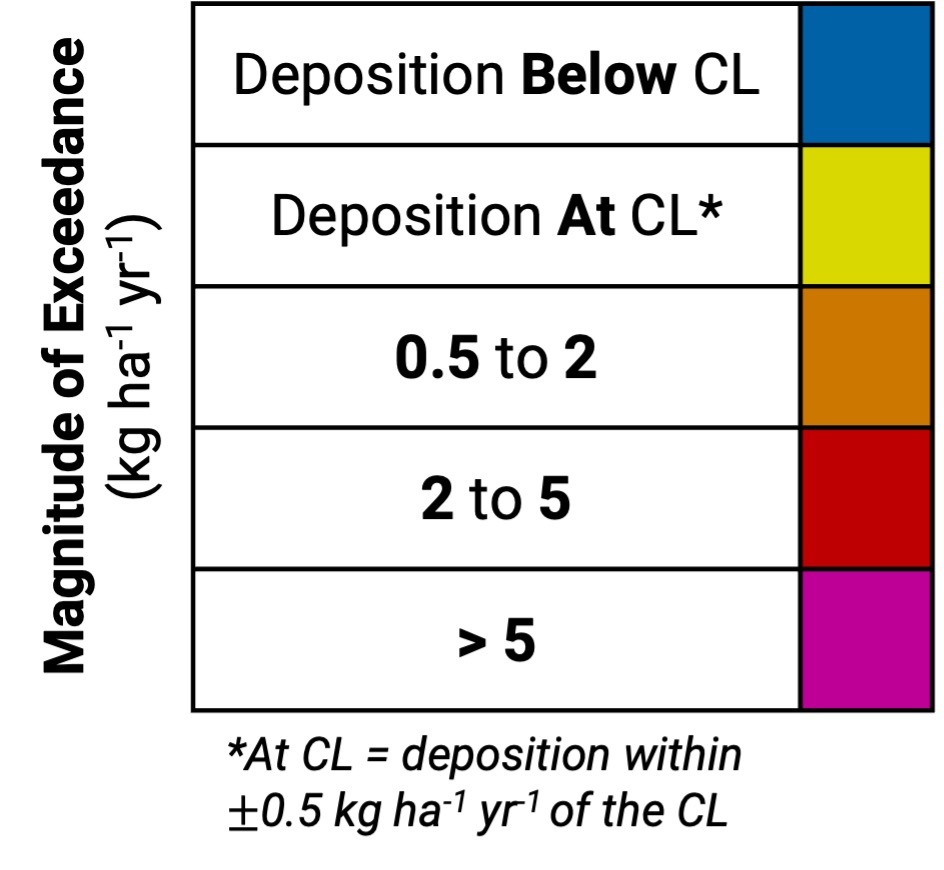 Magnitude of Exceedance
(kg ha⁻¹ yr⁻¹)
Deposition Below CL
Deposition At CL*
0.5 to 2
2 to 5
> 5
*At CL = deposition within
±0.5 kg ha⁻¹ yr⁻¹ of the CL